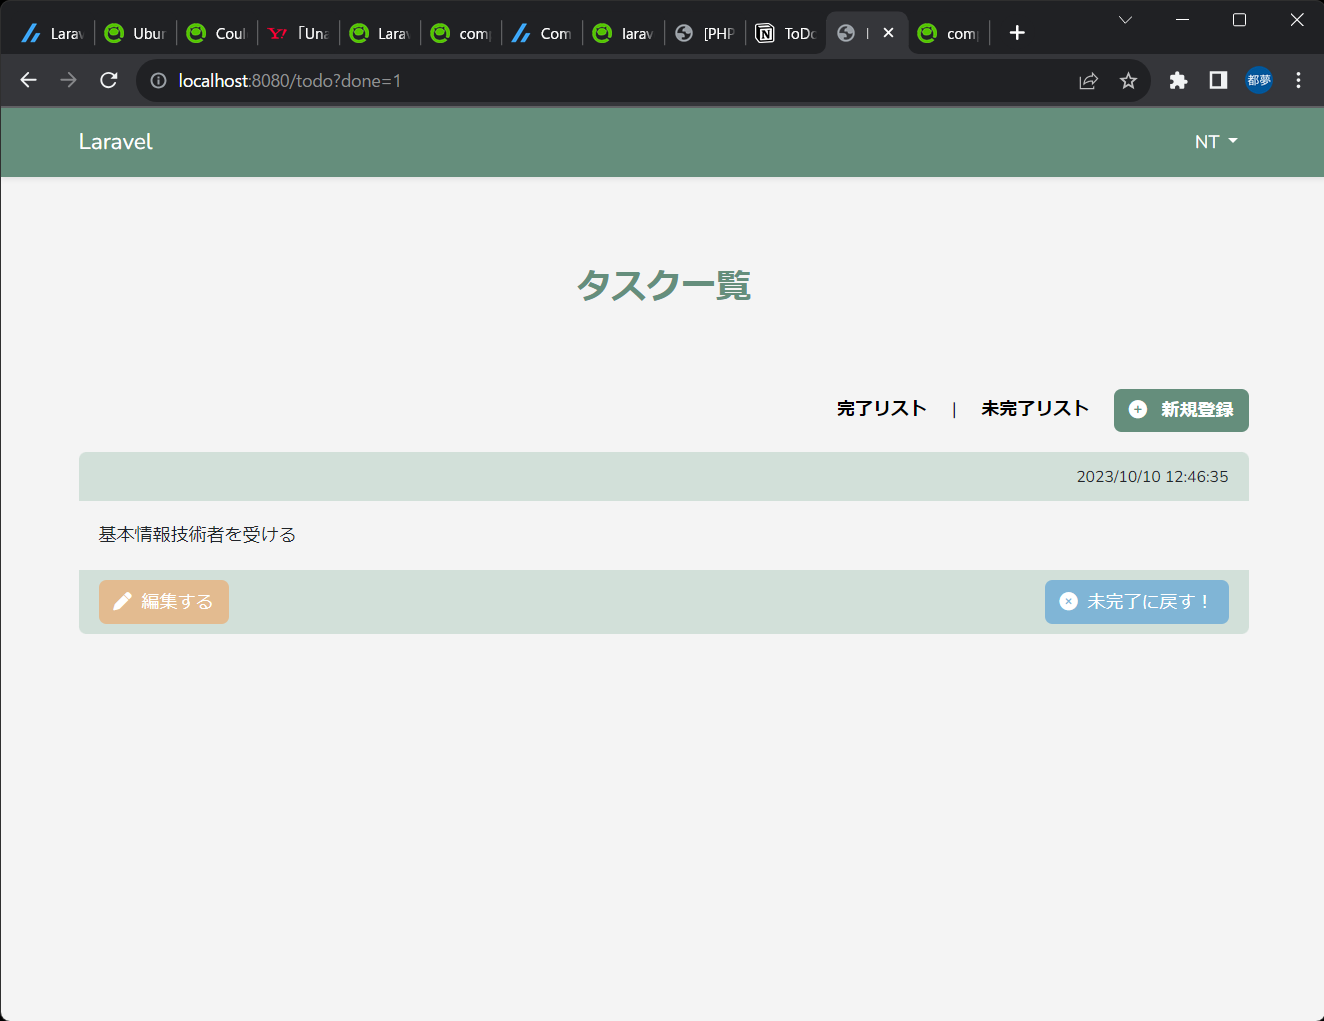 Larav Ubun Coul 「Una Larav com Com larav [PHP ToDo com
localhost:8080/todo?done=1 都夢
Laravel NT
タスク一覧
完了リスト | 未完了リスト 新規登録
2023/10/10 12:46:35
基本情報技術者を受ける
編集する 未完了に戻す！